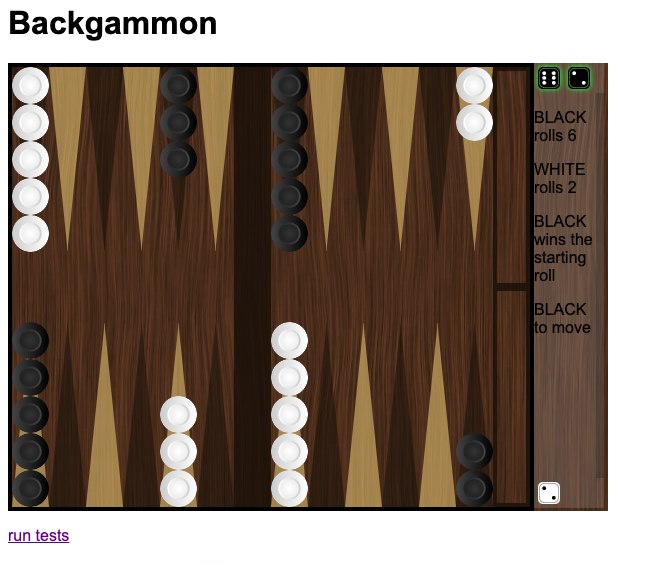 Backgammon
BLACK
rolls 6
WHITE
rolls 2
BLACK
wins the
starting
roll
BLACK
to move
run tests